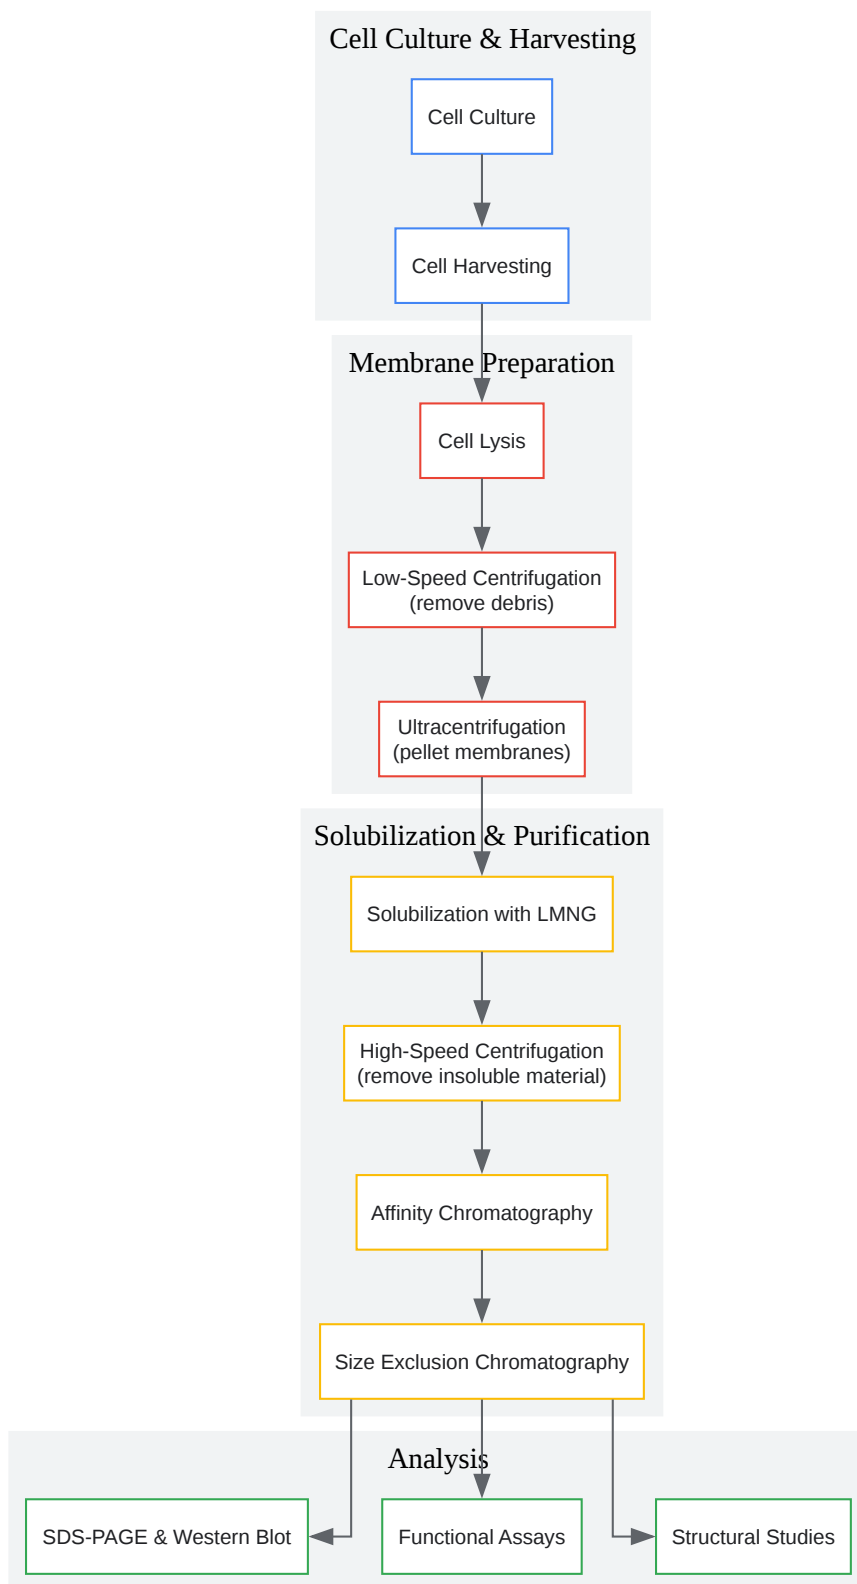 Cell Culture & Harvesting
Cell Culture
Cell Harvesting
Membrane Preparation
Cell Lysis
Low-Speed Centrifugation
(remove debris)
Ultracentrifugation
(pellet membranes)
Solubilization & Purification
Solubilization with LMNG
High-Speed Centrifugation
(remove insoluble material)
Affinity Chromatography
Size Exclusion Chromatography
Analysis
SDS-PAGE & Western Blot
Functional Assays
Structural Studies